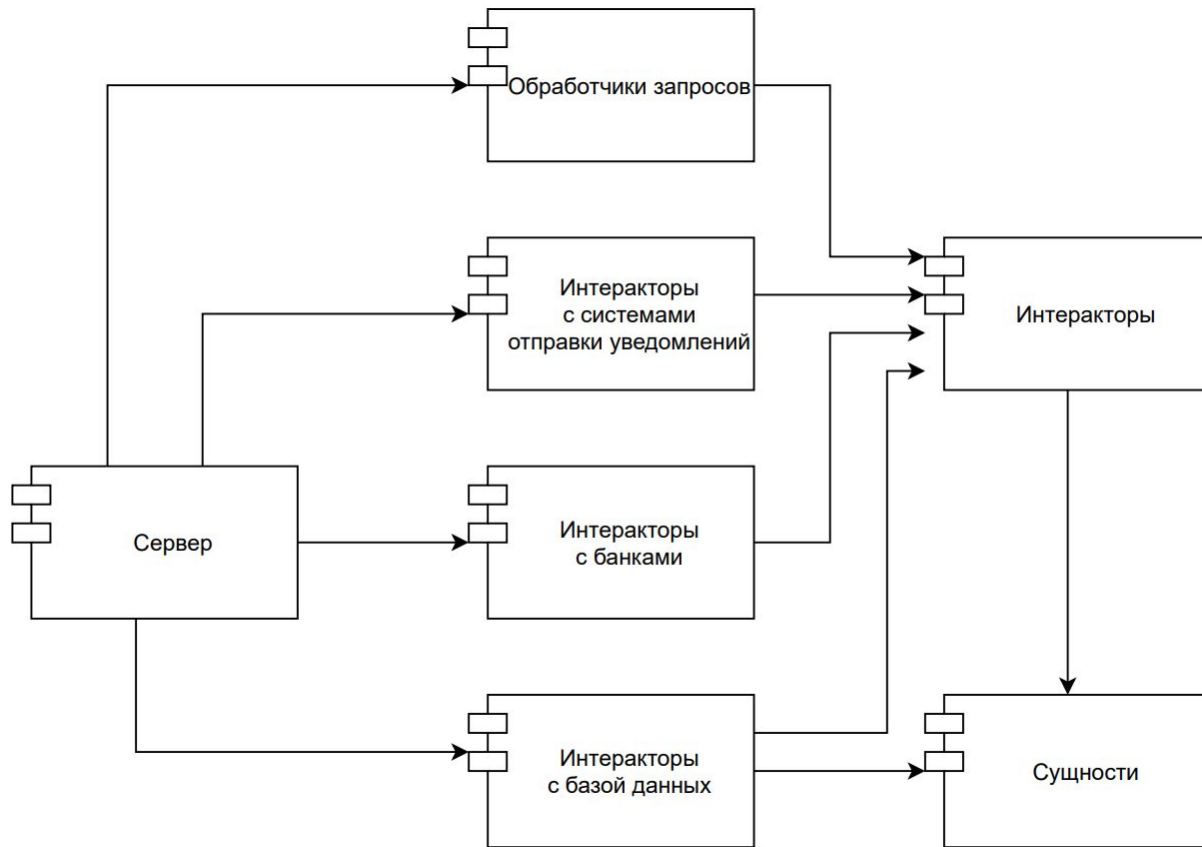 Обработчики запросов
Интеракторы
с системами
отправки уведомлений
Интеракторы
Сервер
Интеракторы
с банками
Интеракторы
с базой данных
Сущности